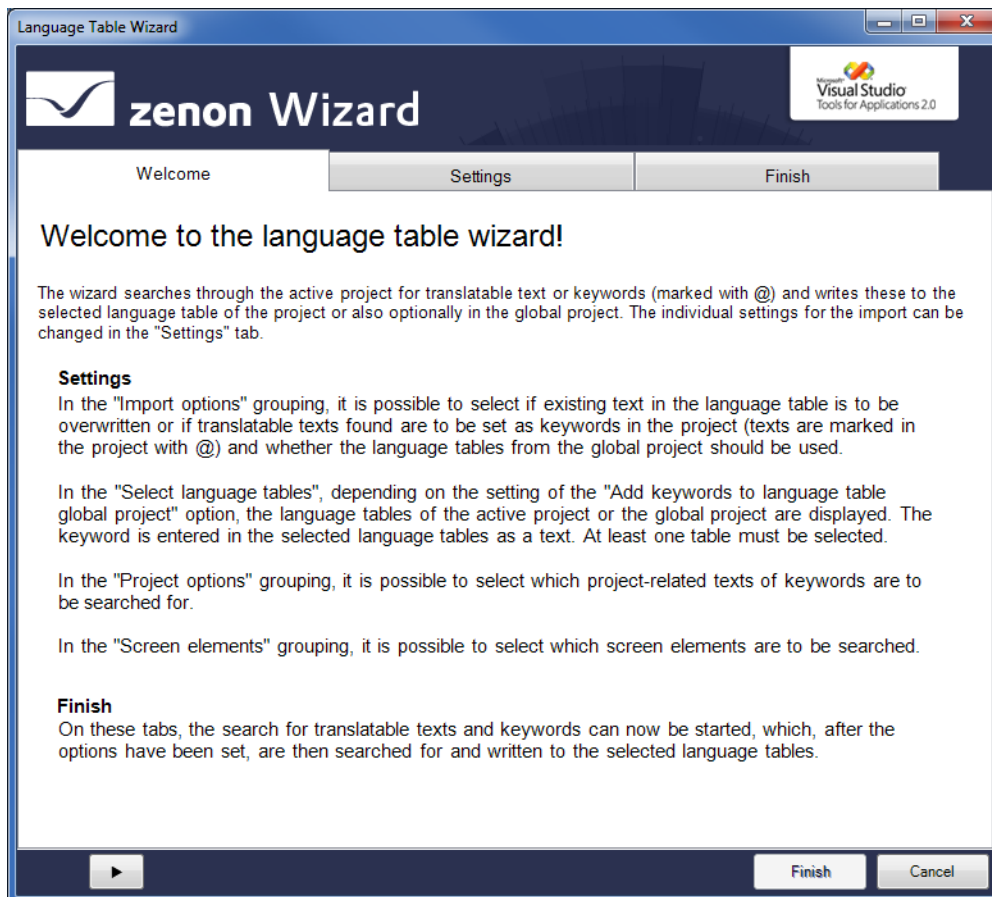 Language Table Wizard
zenon Wizard
Microsoft®
Visual Studio
Tools for Applications 2.0
Welcome
Settings
Finish
Welcome to the language table wizard!
The wizard searches through the active project for translatable text or keywords (marked with @) and writes these to the
selected language table of the project or also optionally in the global project. The individual settings for the import can be
changed in the "Settings" tab.
Settings
In the "Import options" grouping, it is possible to select if existing text in the language table is to be
overwritten or if translatable texts found are to be set as keywords in the project (texts are marked in
the project with @) and whether the language tables from the global project should be used.
In the "Select language tables", depending on the setting of the "Add keywords to language table
global project" option, the language tables of the active project or the global project are displayed. The
keyword is entered in the selected language tables as a text. At least one table must be selected.
In the "Project options" grouping, it is possible to select which project-related texts of keywords are to
be searched for.
In the "Screen elements" grouping, it is possible to select which screen elements are to be searched.
Finish
On these tabs, the search for translatable texts and keywords can now be started, which, after the
options have been set, are then searched for and written to the selected language tables.
Finish
Cancel